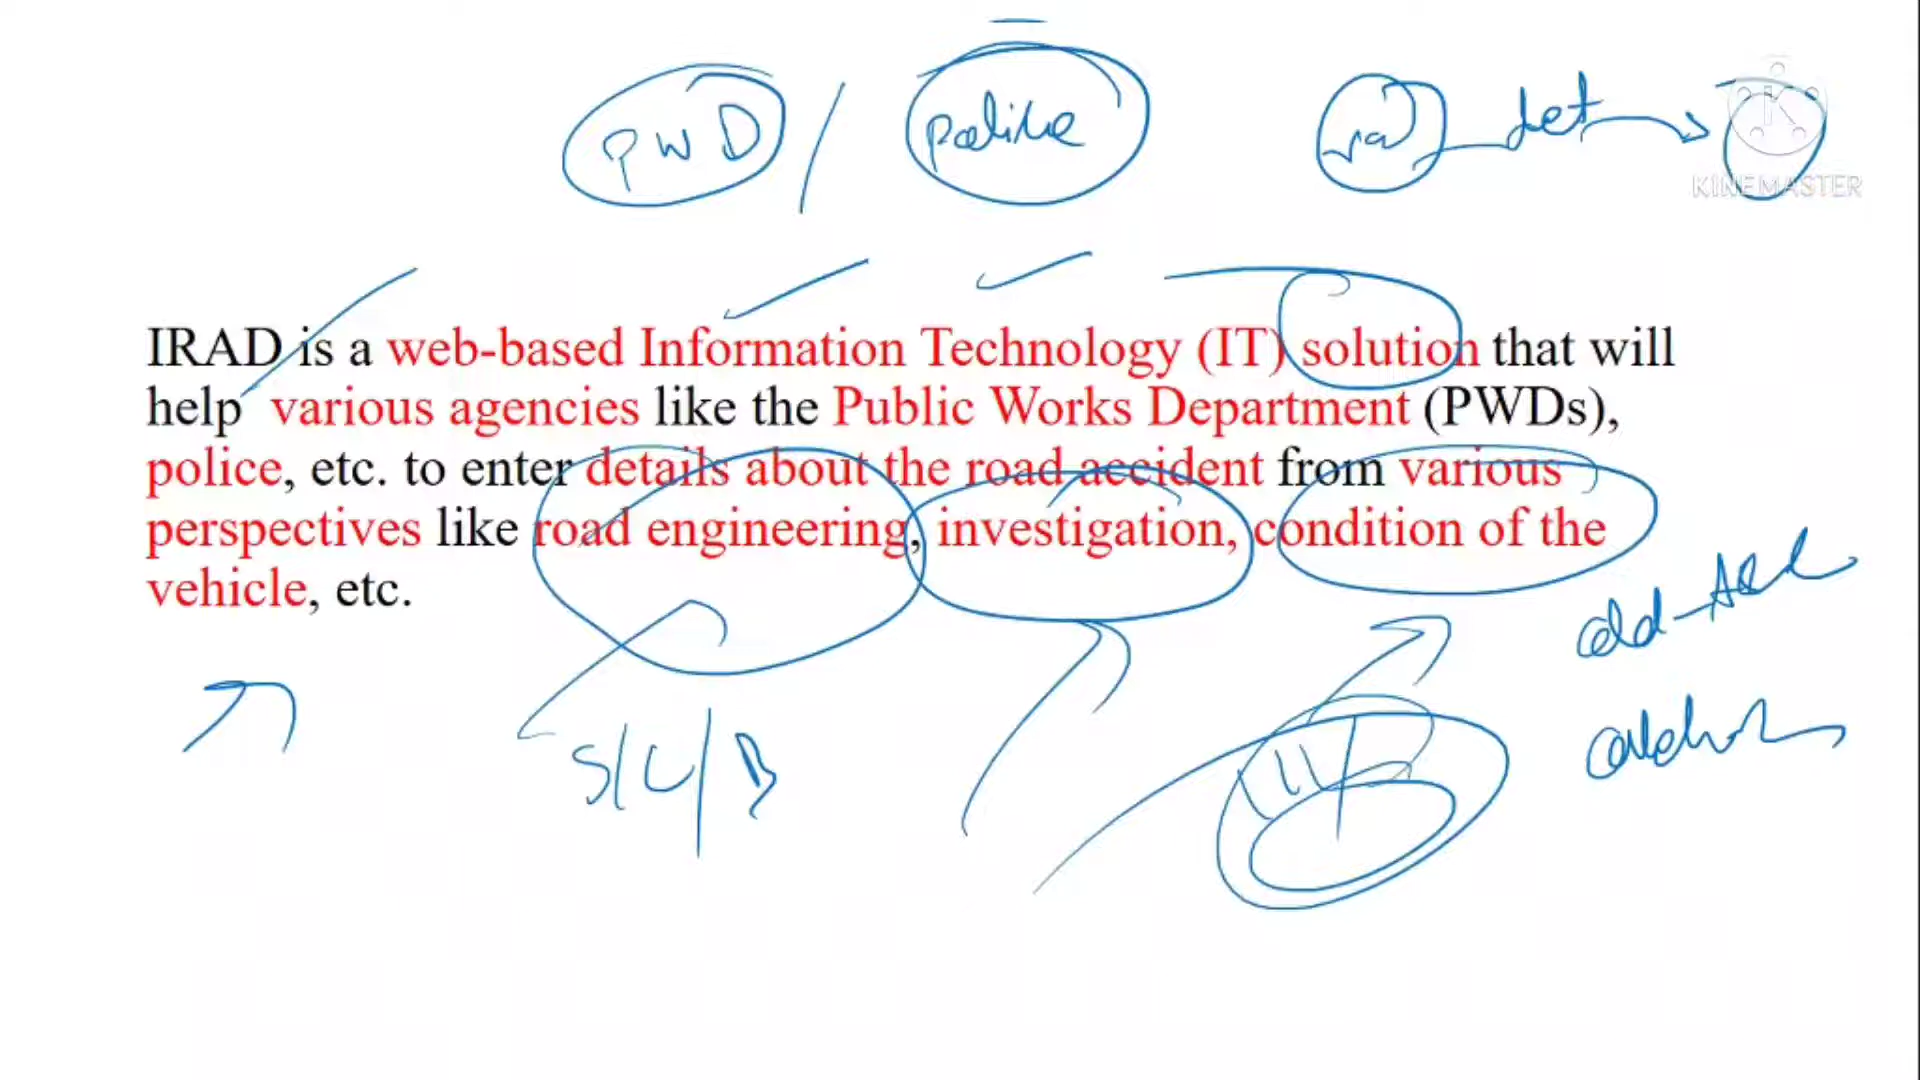 PWD / police
det
KINEMASTER
IRAD is a web-based Information Technology (IT) solution that will
help various agencies like the Public Works Department (PWDs),
police, etc. to enter details about the road accident from various
perspectives like road engineering, investigation, condition of the
vehicle, etc.
S/C/B